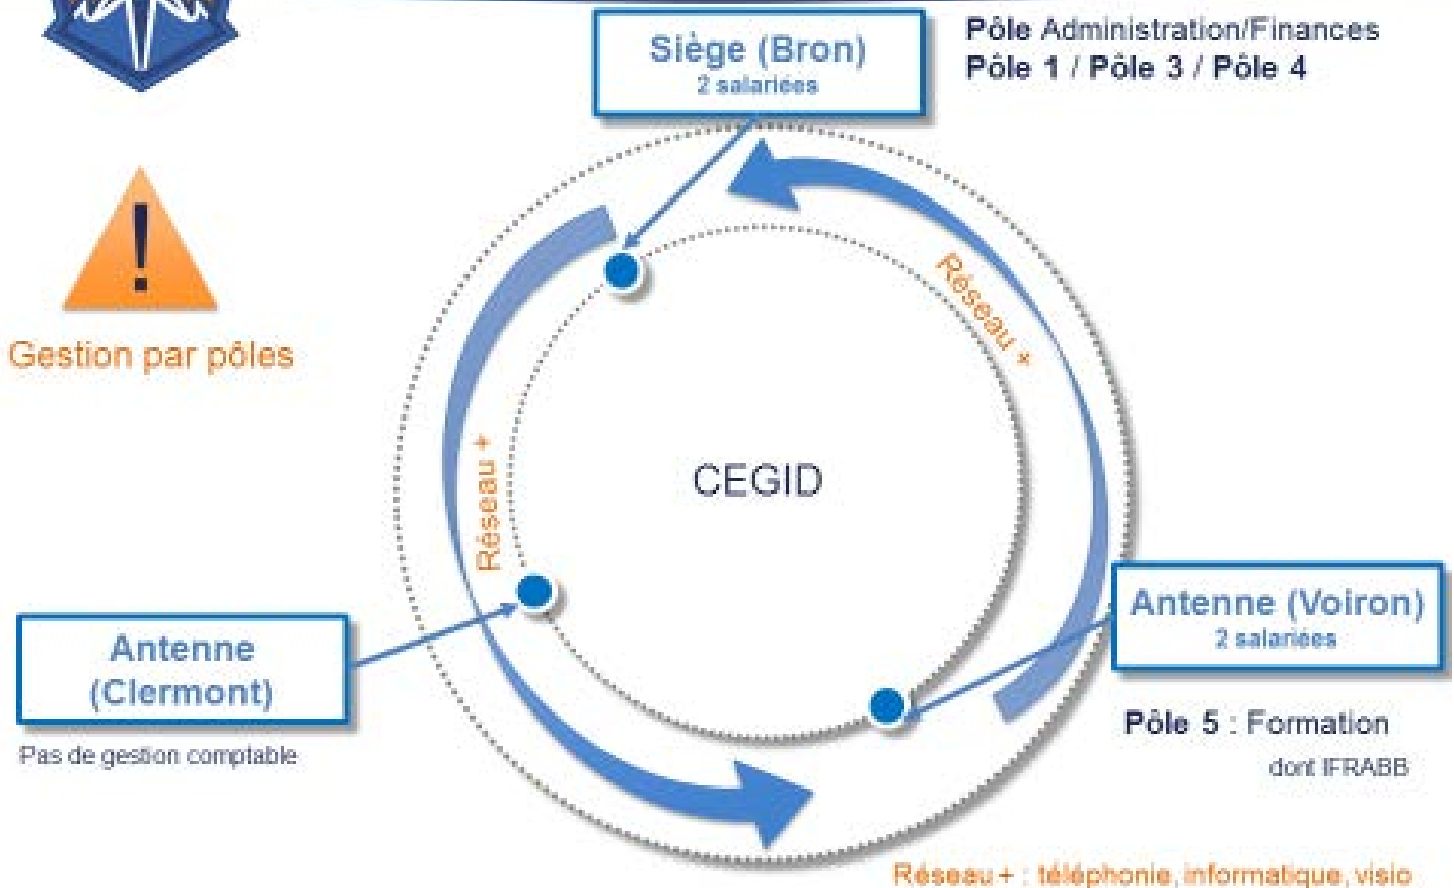 Siège (Bron)
2 salariées
Pôle Administration/Finances
Pôle 1 / Pôle 3 / Pôle 4
!
Gestion par pôles
Réseau +
Réseau +
CEGID
Antenne
(Clermont)
Pas de gestion comptable
Antenne (Voiron)
2 salariées
Pôle 5 : Formation
dont IFRABB
Réseau + : téléphonie, informatique, visio